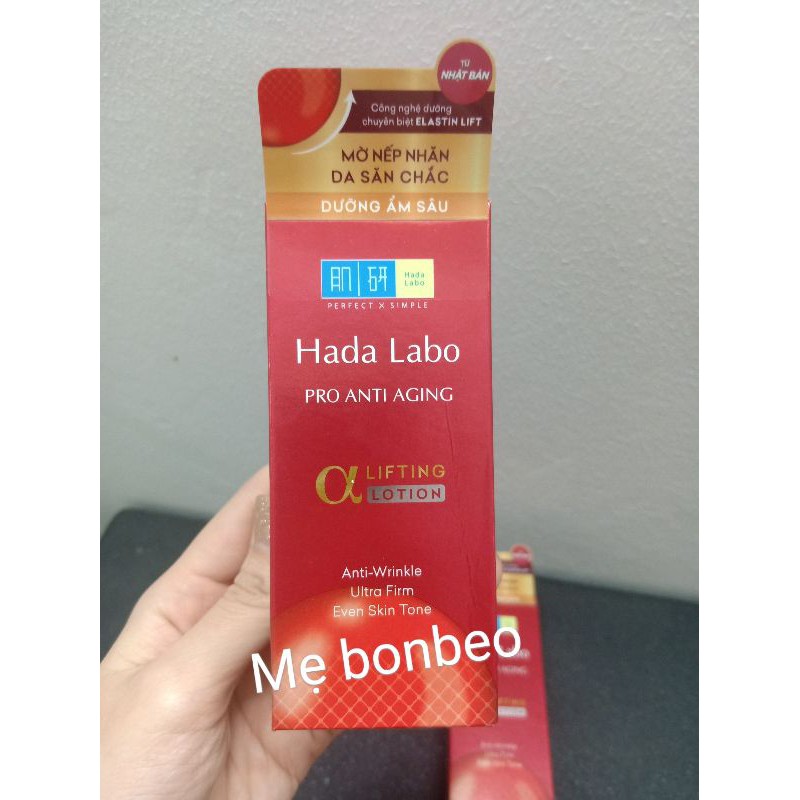 TỪ
NHẬT BẢN
Công nghệ dưỡng
chuyên biệt ELASTIN LIFT
MỜ NẾP NHĂN
DA SĂN CHẮC
DƯỠNG ẨM SÂU
Hada
Labo
PERFECT X SIMPLE
Hada Labo
PRO ANTI AGING
α LIFTING
LOTION
Anti-Wrinkle
Ultra Firm
Even Skin Tone
Mẹ bonbeo
AGING